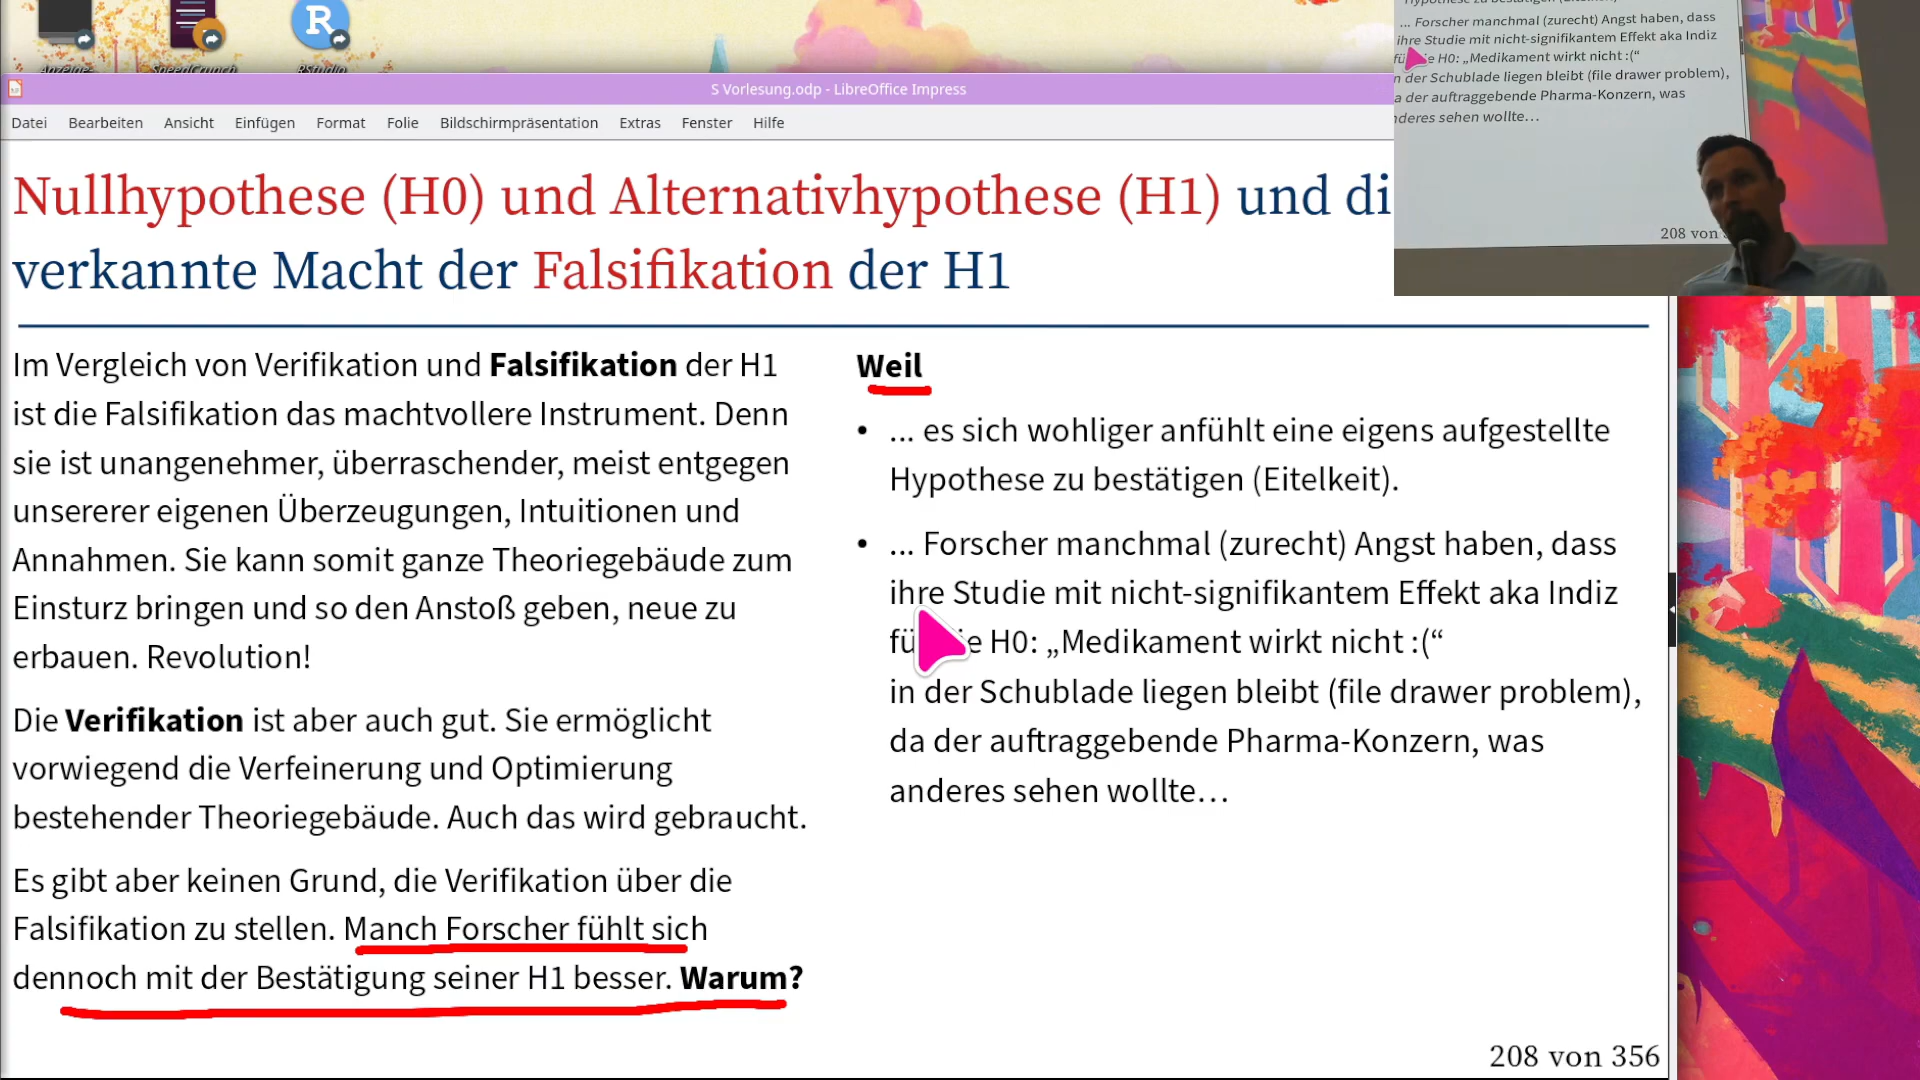 Anzeige-
SpeedCrunch
RStudio
S Vorlesung.odp - LibreOffice Impress
Datei Bearbeiten Ansicht Einfügen Format Folie Bildschirmpräsentation Extras Fenster Hilfe
Nullhypothese (H0) und Alternativhypothese (H1) und di
verkannte Macht der Falsifikation der H1
Im Vergleich von Verifikation und Falsifikation der H1
ist die Falsifikation das machtvollere Instrument. Denn
sie ist unangenehmer, überraschender, meist entgegen
unsererer eigenen Überzeugungen, Intuitionen und
Annahmen. Sie kann somit ganze Theoriegebäude zum
Einsturz bringen und so den Anstoß geben, neue zu
erbauen. Revolution!
Die Verifikation ist aber auch gut. Sie ermöglicht
vorwiegend die Verfeinerung und Optimierung
bestehender Theoriegebäude. Auch das wird gebraucht.
Es gibt aber keinen Grund, die Verifikation über die
Falsifikation zu stellen. Manch Forscher fühlt sich
dennoch mit der Bestätigung seiner H1 besser. Warum?
Weil
• ... es sich wohliger anfühlt eine eigens aufgestellte
Hypothese zu bestätigen (Eitelkeit).
• ... Forscher manchmal (zurecht) Angst haben, dass
ihre Studie mit nicht-signifikantem Effekt aka Indiz
fü e H0: „Medikament wirkt nicht :(“
in der Schublade liegen bleibt (file drawer problem),
da der auftraggebende Pharma-Konzern, was
anderes sehen wollte…
208 von 356
... Forscher manchmal (zurecht) Angst haben, dass
ihre Studie mit nicht-signifikantem Effekt aka Indiz
fü e H0: „Medikament wirkt nicht :(“
n der Schublade liegen bleibt (file drawer problem),
a der auftraggebende Pharma-Konzern, was
nderes sehen wollte…
208 von